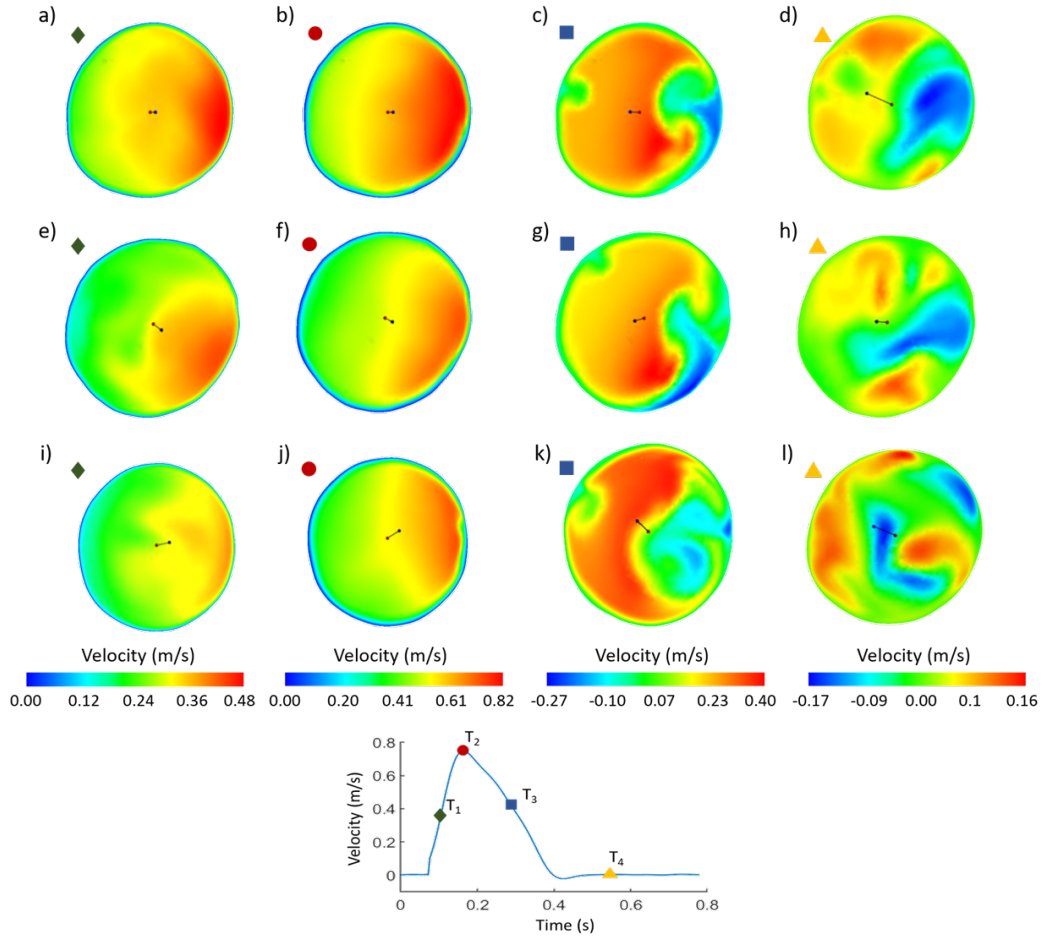 a) b) c) d)
e) f) g) h)
i) j) k) l)
Velocity (m/s) Velocity (m/s) Velocity (m/s) Velocity (m/s)
0.00 0.12 0.24 0.36 0.48 0.00 0.20 0.41 0.61 0.82 -0.27 -0.10 0.07 0.23 0.40 -0.17 -0.09 0.00 0.1 0.16
0.8
0.6
0.4
0.2
0
Velocity (m/s)
T2
T1
T3
T4
0 0.2 0.4 0.6 0.8
Time (s)